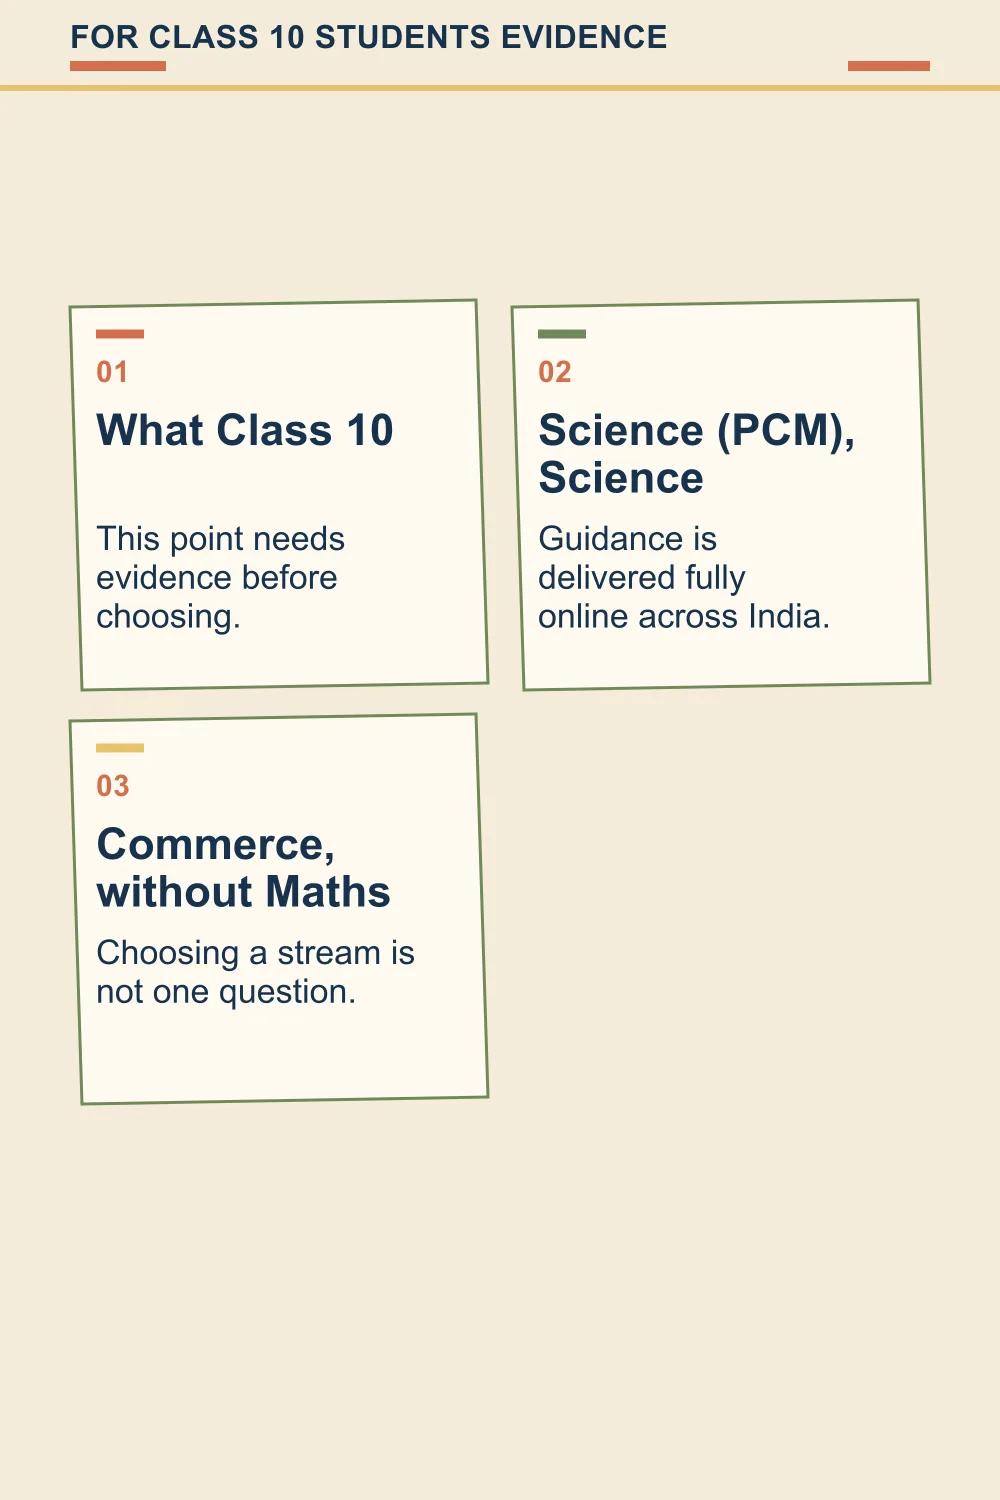 FOR CLASS 10 STUDENTS EVIDENCE
01
What Class 10
This point needs
evidence before
choosing.
02
Science (PCM),
Science
Guidance is
delivered fully
online across India.
03
Commerce,
without Maths
Choosing a stream is
not one question.